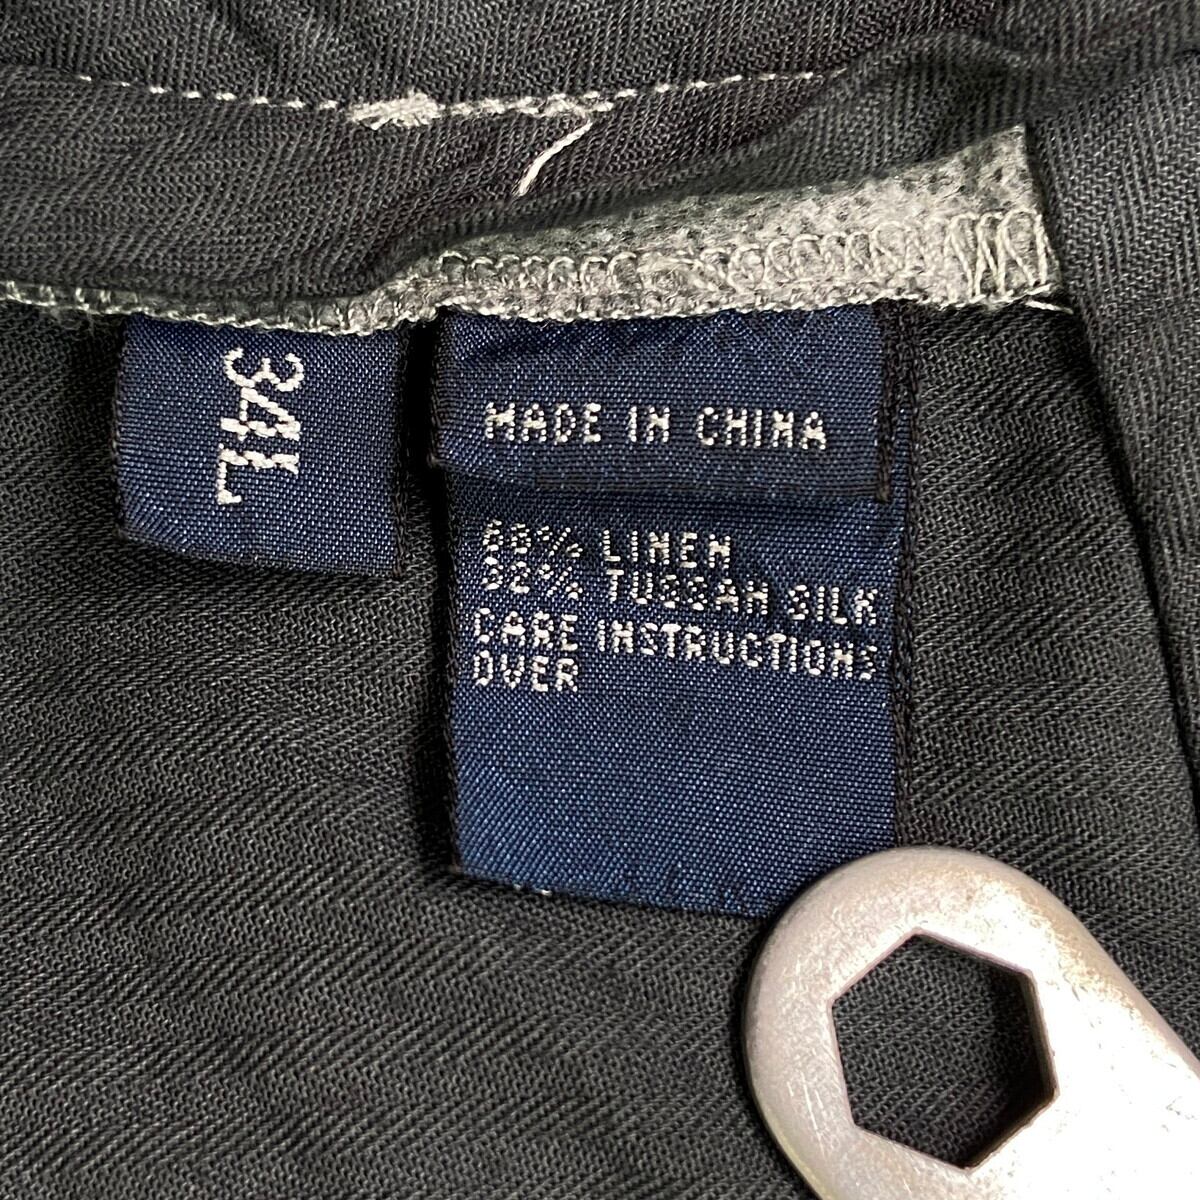 34L
MADE IN CHINA
68% LINEN
32% TUSSAH SILK
CARE INSTRUCTIONS
OVER